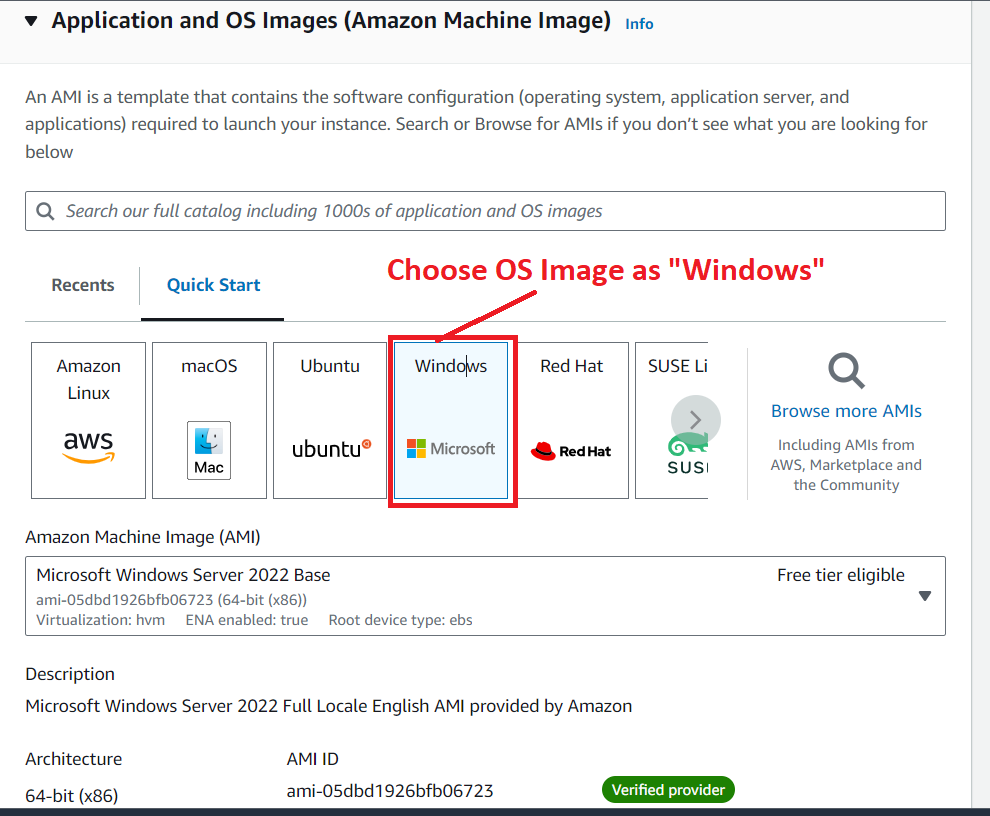 Application and OS Images (Amazon Machine Image) Info
An AMI is a template that contains the software configuration (operating system, application server, and
applications) required to launch your instance. Search or Browse for AMIs if you don’t see what you are looking for
below
Search our full catalog including 1000s of application and OS images
Choose OS Image as "Windows"
Recents
Quick Start
Amazon
Linux
aws
macOS
Mac
Ubuntu
ubuntu
Windows
Microsoft
Red Hat
Red Hat
SUSE Li
SUS
Browse more AMIs
Including AMIs from
AWS, Marketplace and
the Community
Amazon Machine Image (AMI)
Microsoft Windows Server 2022 Base
Free tier eligible
ami-05dbd1926bfb06723 (64-bit (x86))
Virtualization: hvm ENA enabled: true Root device type: ebs
Description
Microsoft Windows Server 2022 Full Locale English AMI provided by Amazon
Architecture
64-bit (x86)
AMI ID
ami-05dbd1926bfb06723
Verified provider